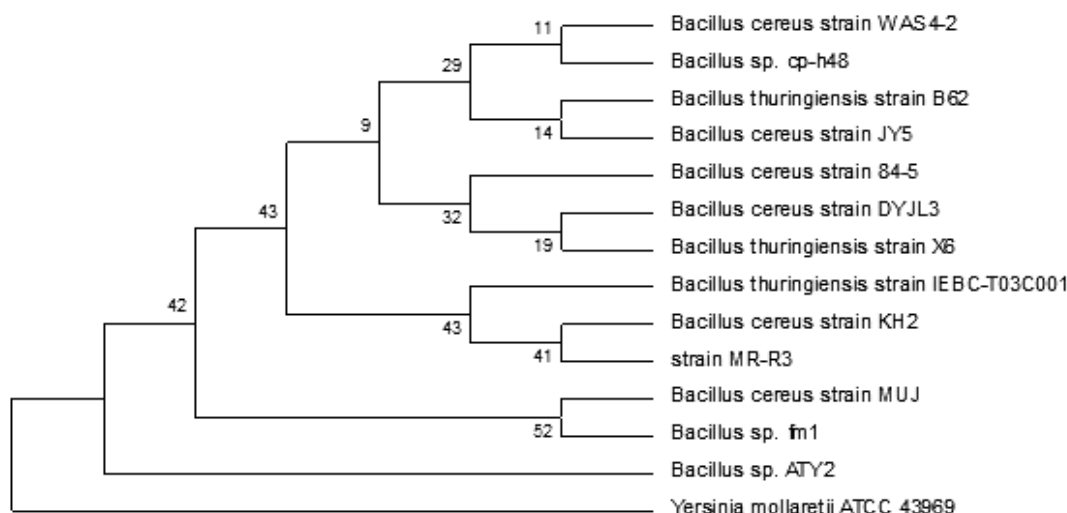 Bacillus cereus strain WAS4-2
11
Bacillus sp. cp-h48
29
Bacillus thuringiensis strain B62
9
14
Bacillus cereus strain JY5
Bacillus cereus strain 84-5
43
32
Bacillus cereus strain DYJL3
19
Bacillus thuringiensis strain X6
Bacillus thuringiensis strain IEBC-T03C001
42
43
Bacillus cereus strain KH2
41
strain MR-R3
Bacillus cereus strain MUJ
52
Bacillus sp. fm1
Bacillus sp. ATY2
Yersinia mollaretii ATCC 43969